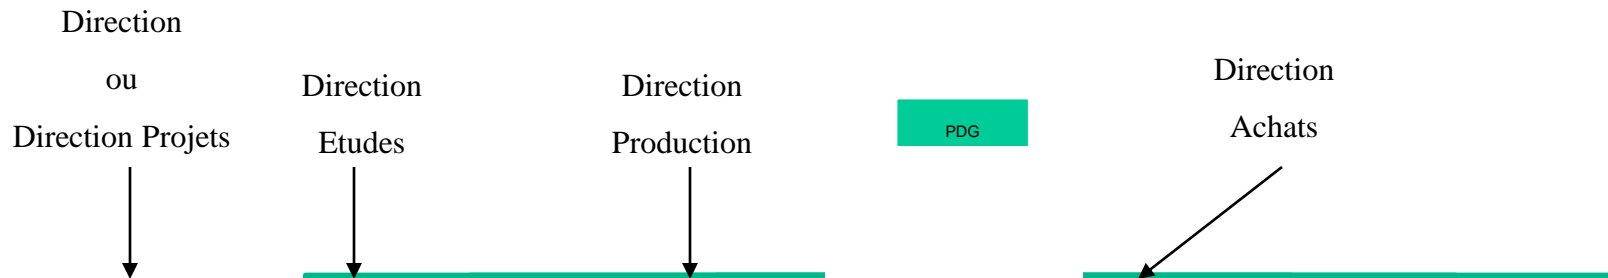 Direction
ou
Direction Projets
Direction
Etudes
Direction
Production
PDG
Direction
Achats